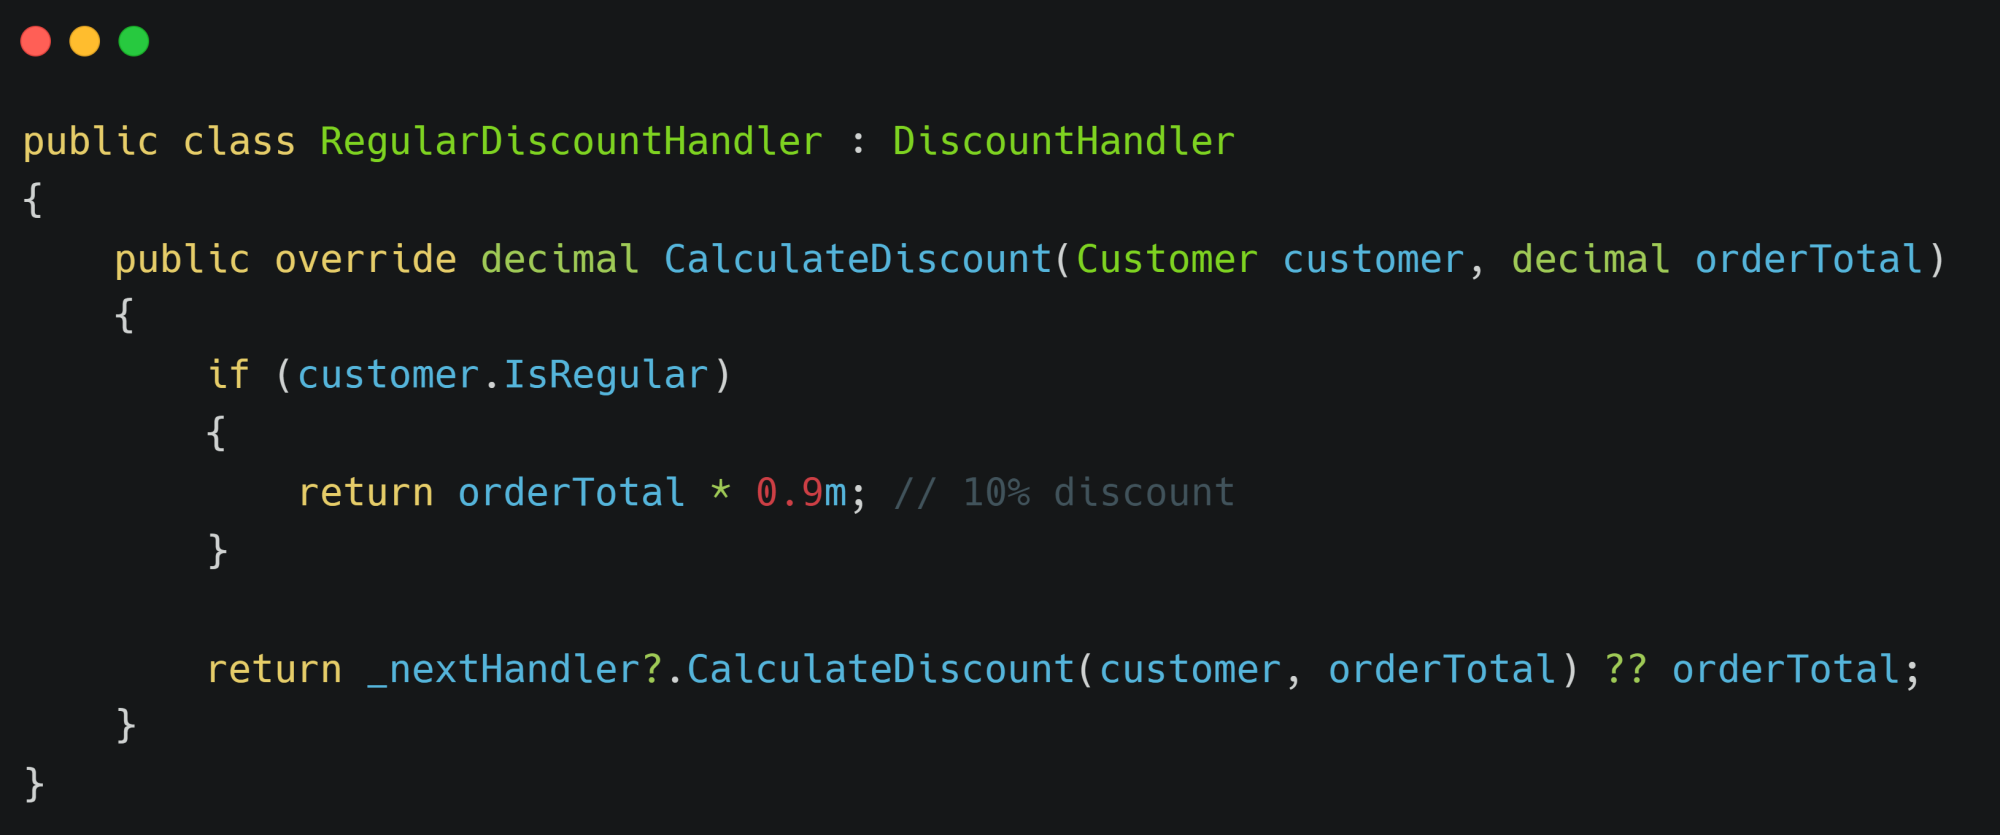 public class RegularDiscountHandler : DiscountHandler
{
    public override decimal CalculateDiscount(Customer customer, decimal orderTotal)
    {
        if (customer.IsRegular)
        {
            return orderTotal * 0.9m; // 10% discount
        }

        return _nextHandler?.CalculateDiscount(customer, orderTotal) ?? orderTotal;
    }
}